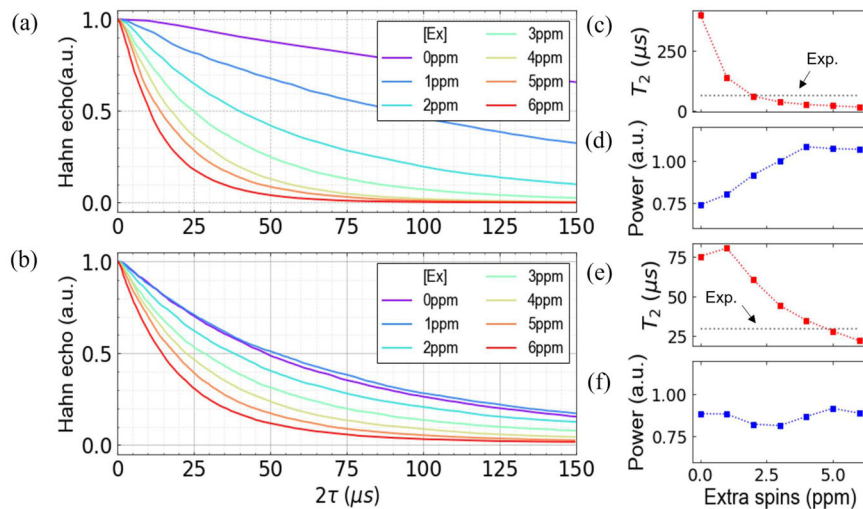 (a)
Hahn echo(a.u.)
1.0
0.5
0.0
[Ex]
0ppm
1ppm
2ppm
3ppm
4ppm
5ppm
6ppm
0 25 50 75 100 125 150
(b)
Hahn echo (a.u.)
1.0
0.5
0.0
[Ex]
0ppm
1ppm
2ppm
3ppm
4ppm
5ppm
6ppm
0 25 50 75 100 125 150
2τ (μs)
(c)
T₂ (μs)
250
0
Exp.
(d)
Power (a.u.)
1.00
0.75
(e)
T₂ (μs)
75
50
25
Exp.
(f)
Power (a.u.)
1.00
0.75
0.0 2.5 5.0
Extra spins (ppm)